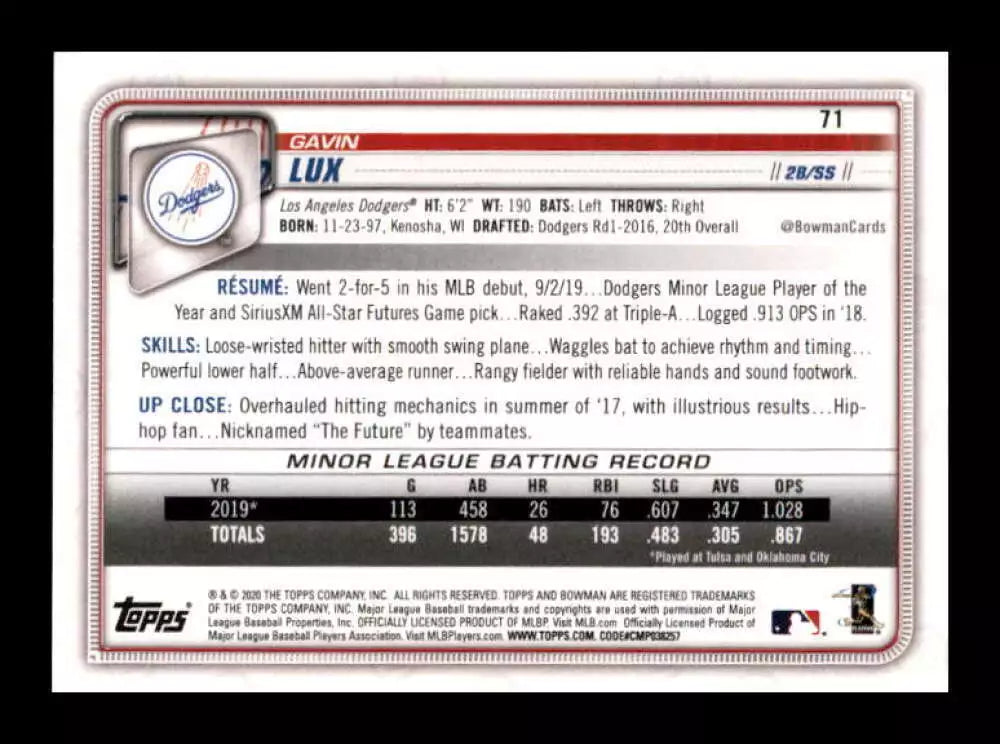 71
GAVIN
LUX
// 2B/SS //
Dodgers
TM
Los Angeles Dodgers® HT: 6'2" WT: 190 BATS: Left THROWS: Right
BORN: 11-23-97, Kenosha, WI DRAFTED: Dodgers Rd1-2016, 20th Overall @BowmanCards
RÉSUMÉ: Went 2-for-5 in his MLB debut, 9/2/19...Dodgers Minor League Player of the
Year and SiriusXM All-Star Futures Game pick...Raked .392 at Triple-A...Logged .913 OPS in '18.
SKILLS: Loose-wristed hitter with smooth swing plane...Waggles bat to achieve rhythm and timing...
Powerful lower half...Above-average runner...Rangy fielder with reliable hands and sound footwork.
UP CLOSE: Overhauled hitting mechanics in summer of '17, with illustrious results...Hip-
hop fan...Nicknamed "The Future" by teammates.
MINOR LEAGUE BATTING RECORD
YR G AB HR RBI SLG AVG OPS
2019* 113 458 26 76 .607 .347 1.028
TOTALS 396 1578 48 193 .483 .305 .867
*Played at Tulsa and Oklahoma City
TOPPS®
® & © 2020 THE TOPPS COMPANY, INC. ALL RIGHTS RESERVED. TOPPS AND BOWMAN ARE REGISTERED TRADEMARKS
OF THE TOPPS COMPANY, INC. Major League Baseball trademarks and copyrights are used with permission of Major
League Baseball Properties, Inc. OFFICIALLY LICENSED PRODUCT OF MLBP. Visit MLB.com Officially Licensed Product of
Major League Baseball Players Association. Visit MLBPlayers.com. WWW.TOPPS.COM. CODE#CMP038257